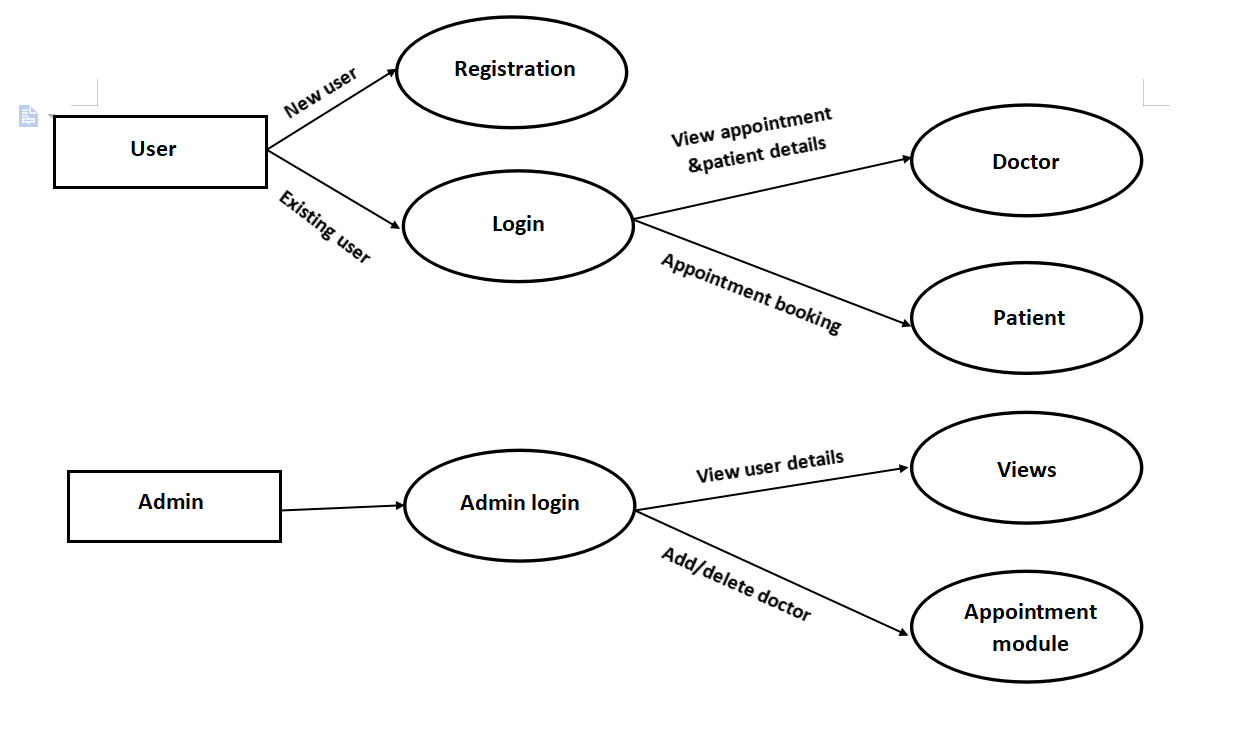 Registration
New user
User
View appointment
&patient details
Doctor
Existing user
Login
Appointment booking
Patient
Admin
Admin login
View user details
Views
Add/delete doctor
Appointment
module